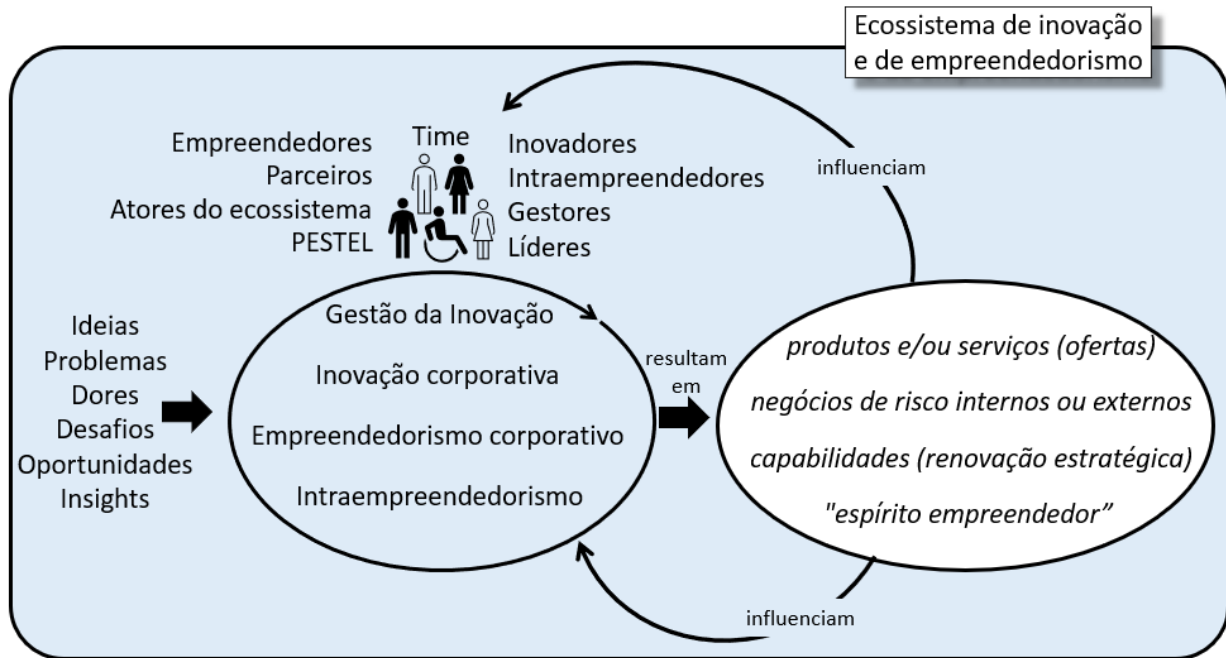 Ecossistema de inovação
e de empreendedorismo
Empreendedores
Parceiros
Atores do ecossistema
PESTEL
Time
Inovadores
Intraempreendedores
Gestores
Líderes
influenciam
Ideias
Problemas
Dores
Desafios
Oportunidades
Insights
Gestão da Inovação
Inovação corporativa
Empreendedorismo corporativo
Intraempreendedorismo
resultam
em
produtos e/ou serviços (ofertas)
negócios de risco internos ou externos
capabilidades (renovação estratégica)
"espírito empreendedor”
influenciam